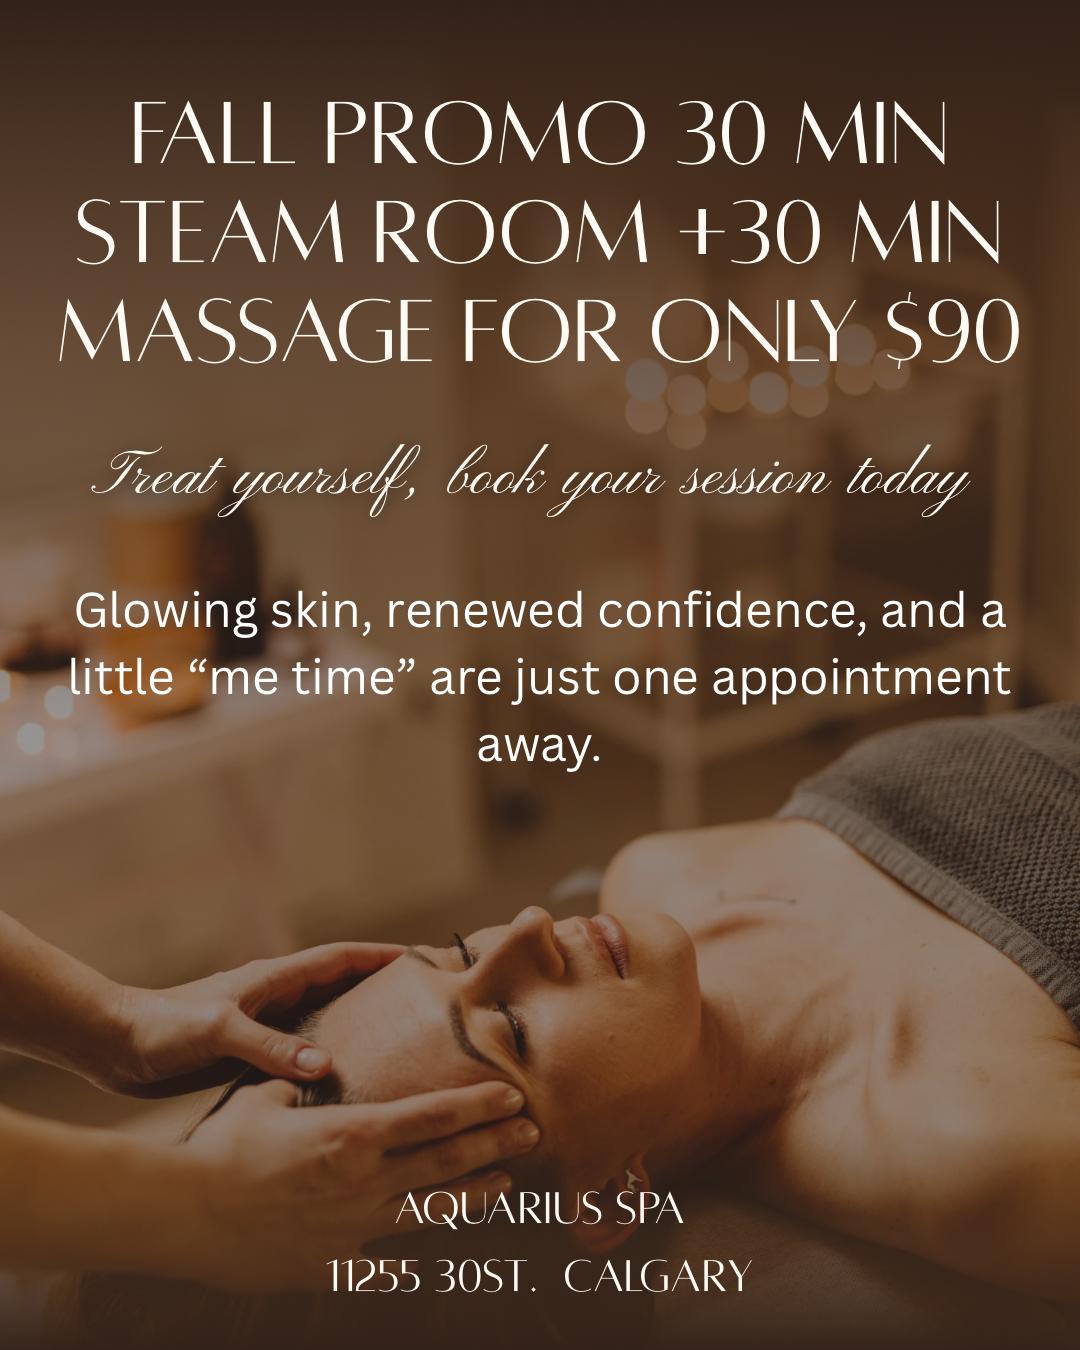 FALL PROMO 30 MIN
STEAM ROOM +30 MIN
MASSAGE FOR ONLY $90
Treat yourself, book your session today
Glowing skin, renewed confidence, and a
little “me time” are just one appointment
away.
AQUARIUS SPA
11255 30ST. CALGARY